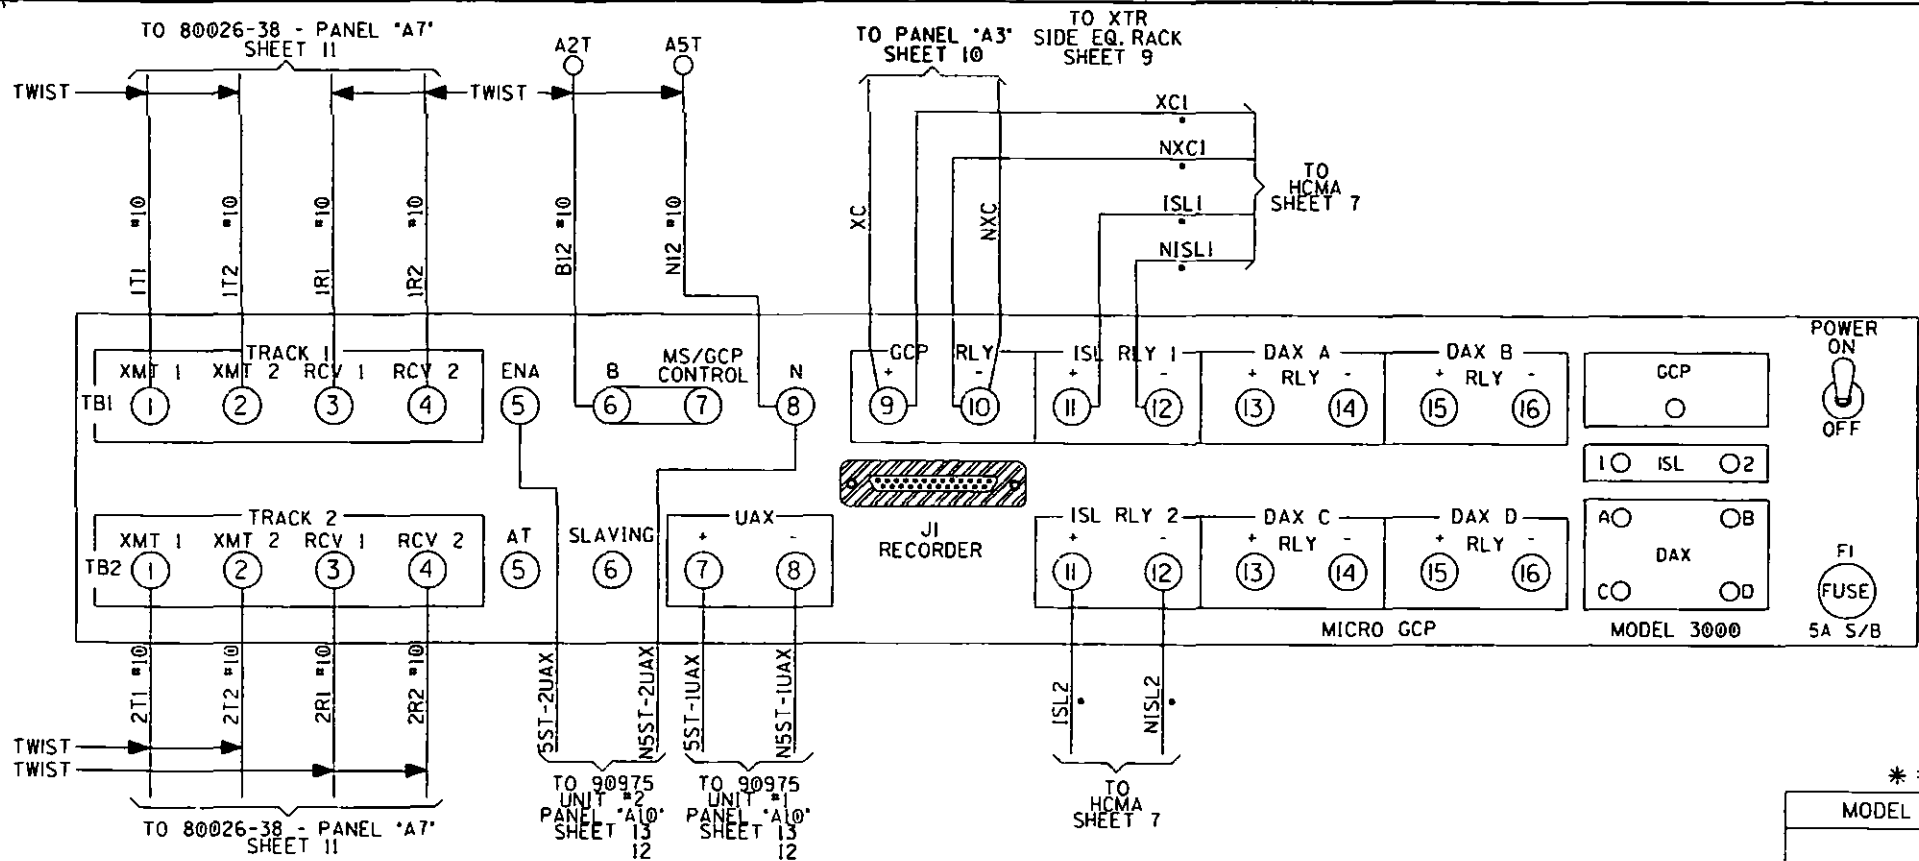 TO 80026-38 - PANEL "A7"
SHEET 11
A2T
A5T
TO PANEL "A3"
SHEET 10
TO XTR
SIDE EQ. RACK
SHEET 9
TWIST
TWIST
XC1
NXC1
ISL1
NISL1
TO
HCMA
SHEET 7
1T1 #10
1T2 #10
1R1 #10
1R2 #10
B12 #10
N12 #10
XC
NXC
TRACK 1
XMT 1 XMT 2 RCV 1 RCV 2
TB1 1 2 3 4
ENA
5
B
6
MS/GCP
CONTROL
7
N
8
GCP RLY
+ -
9 10
ISL RLY 1
+ -
11 12
DAX A
+ RLY -
13 14
DAX B
+ RLY -
15 16
GCP
POWER
ON
OFF
1 ISL 2
TRACK 2
XMT 1 XMT 2 RCV 1 RCV 2
TB2 1 2 3 4
AT
5
SLAVING
6
UAX
+ -
7 8
J1
RECORDER
ISL RLY 2
+ -
11 12
DAX C
+ RLY -
13 14
DAX D
+ RLY -
15 16
A B
DAX
C D
F1
FUSE
5A S/B
MICRO GCP
MODEL 3000
2T1 #10
2T2 #10
2R1 #10
2R2 #10
5ST-2UAX
N5ST-2UAX
5ST-1UAX
N5ST-1UAX
ISL2
NISL2
TWIST
TWIST
TO 80026-38 - PANEL "A7"
SHEET 11
TO 90975
UNIT #2
PANEL "A10"
SHEET 13
12
TO 90975
UNIT #1
PANEL "A10"
SHEET 13
12
TO
HCMA
SHEET 7
*
MODEL